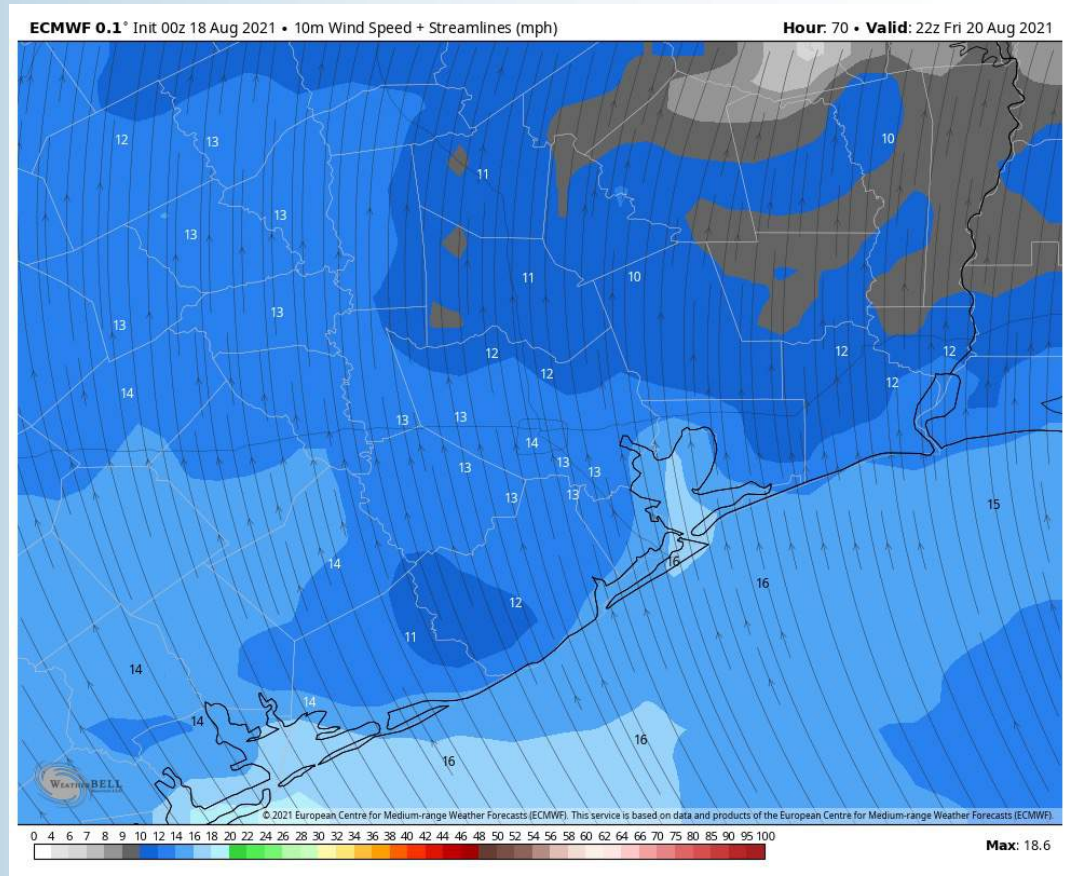 ECMWF 0.1° Init 00z 18 Aug 2021 • 10m Wind Speed + Streamlines (mph)
Hour: 70 • Valid: 22z Fri 20 Aug 2021
12 13 10
11
13
13
11 10
13 13
12 12 12
12 12
14
13 13
14
13 13 13
13 13
15
14 16
16
12
11
14
14 14
16
16
WEATHERBELL
© 2021 European Centre for Medium-range Weather Forecasts (ECMWF). This service is based on data and products of the European Centre for Medium-range Weather Forecasts (ECMWF).
0 4 6 7 8 9 10 12 14 16 18 20 22 24 26 28 30 32 34 36 38 40 42 44 46 48 50 52 54 56 58 60 62 64 66 70 75 80 85 90 95 100
Max: 18.6